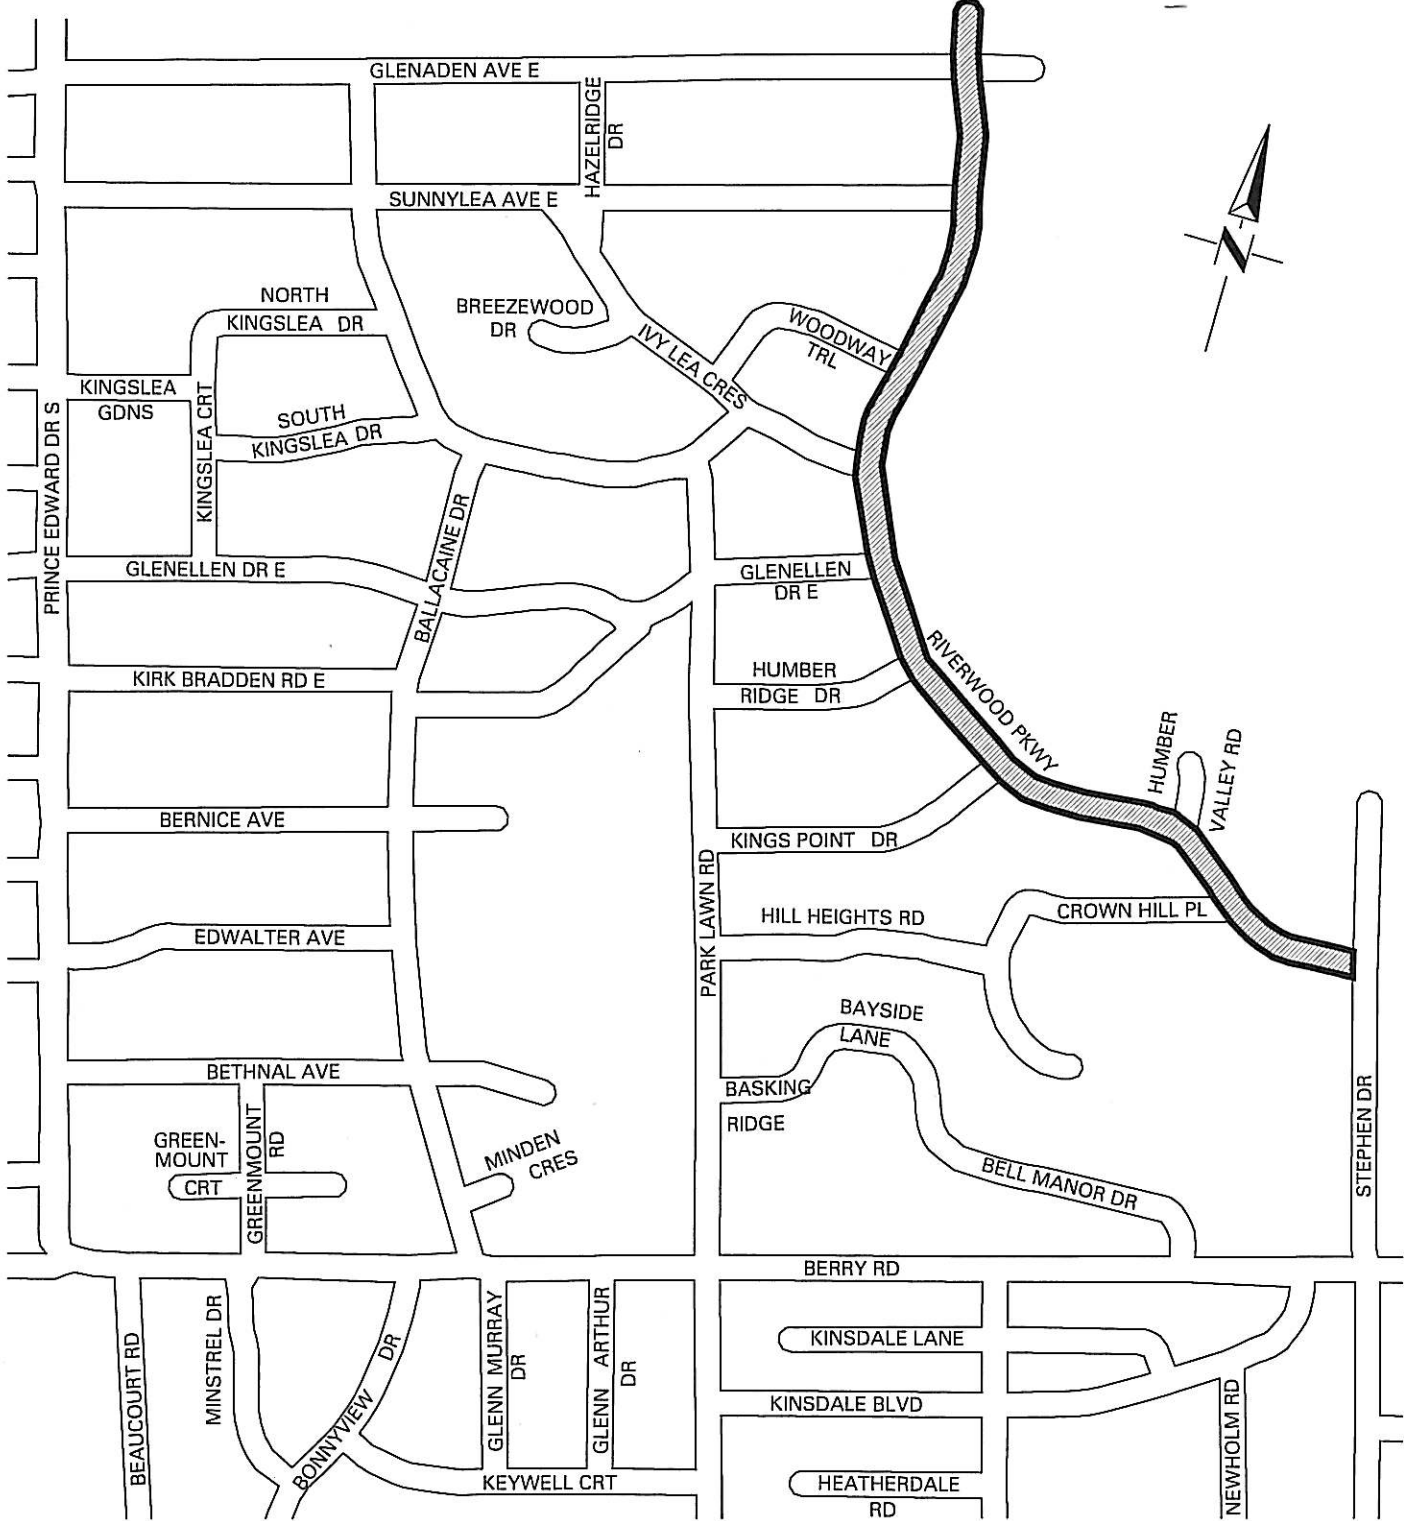 GLENADEN AVE E
HAZELRIDGE
DR
SUNNYLEA AVE E
N
NORTH
KINGSLEA DR
BREEZEWOOD
DR
IVY LEA CRES
WOODWAY
TRL
KINGSLEA
GDNS
KINGSLEA CRT
SOUTH
KINGSLEA DR
PRINCE EDWARD DR S
BALLACAINE DR
GLENELLEN DR E
GLENELLEN
DR E
KIRK BRADDEN RD E
HUMBER
RIDGE DR
RIVERWOOD PKWY
HUMBER
VALLEY RD
BERNICE AVE
KINGS POINT DR
PARK LAWN RD
HILL HEIGHTS RD
CROWN HILL PL
EDWALTER AVE
BAYSIDE
LANE
BETHNAL AVE
BASKING
RIDGE
GREENMOUNT
RD
GREEN-
MOUNT
CRT
MINDEN
CRES
BELL MANOR DR
STEPHEN DR
BERRY RD
BEAUCOURT RD
MINSTREL DR
BONNYVIEW
DR
GLENN MURRAY
DR
GLENN ARTHUR
DR
KINSDALE LANE
KINSDALE BLVD
NEWHOLM RD
KEYWELL CRT
HEATHERDALE
RD